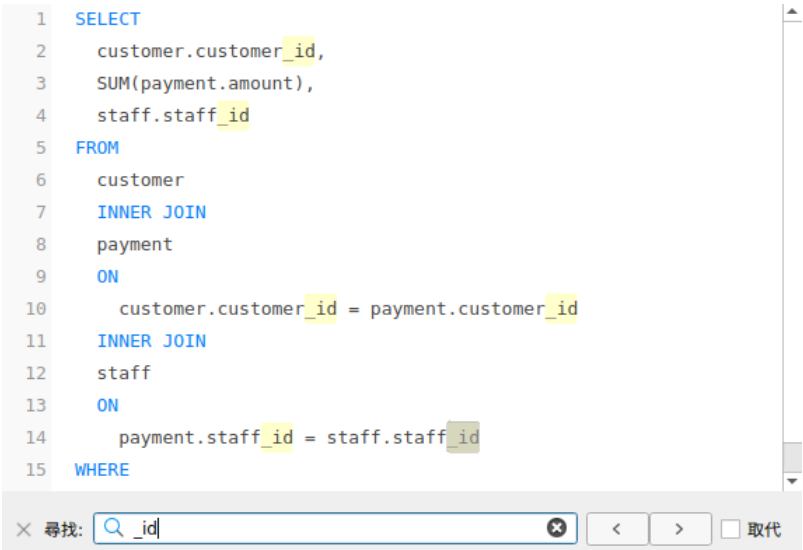 1 SELECT
2 customer.customer_id,
3 SUM(payment.amount),
4 staff.staff_id
5 FROM
6 customer
7 INNER JOIN
8 payment
9 ON
10 customer.customer_id = payment.customer_id
11 INNER JOIN
12 staff
13 ON
14 payment.staff_id = staff.staff_id
15 WHERE
尋找: _id < > 取代